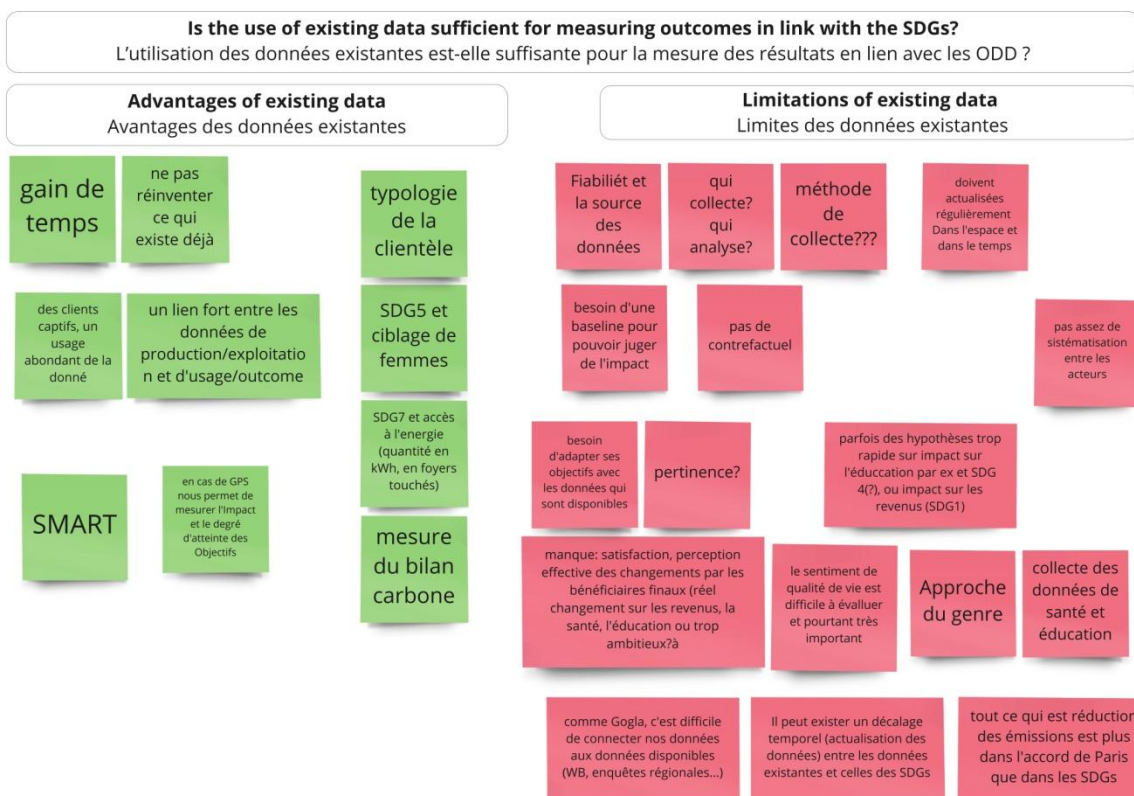 Is the use of existing data sufficient for measuring outcomes in link with the SDGs?
L'utilisation des données existantes est-elle suffisante pour la mesure des résultats en lien avec les ODD ?
Advantages of existing data
Avantages des données existantes
gain de
temps
ne pas
réinventer
ce qui
existe déjà
typologie
de la
clientèle
des clients
captifs, un
usage
abondant de la
donné
un lien fort entre les
données de
production/exploitatio
n et d'usage/outcome
SDG5 et
ciblage de
femmes
SDG7 et accès
à l'energie
(quantité en
kWh, en foyers
touchés)
SMART
en cas de GPS
nous permet de
mesurer l'Impact
et le degré
d'atteinte des
Objectifs
mesure
du bilan
carbone
Limitations of existing data
Limites des données existantes
Fiabiliét et
la source
des
données
qui
collecte?
qui
analyse?
méthode
de
collecte???
doivent
actualisées
régulièrement
Dans l'espace et
dans le temps
besoin d'une
baseline pour
pouvoir juger
de l'impact
pas de
contrefactuel
pas assez de
sistématisation
entre les
acteurs
besoin
d'adapter ses
objectifs avec
les données qui
sont disponibles
pertinence?
parfois des hypothèses trop
rapide sur impact sur
l'éduccation par ex et SDG
4(?), ou impact sur les
revenus (SDG1)
manque: satisfaction, perception
effective des changements par les
bénéficiaires finaux (réel
changement sur les revenus, la
santé, l'éducation ou trop
ambitieux?à
le sentiment de
qualité de vie est
difficile à évalluer
et pourtant très
important
Approche
du genre
collecte des
données de
santé et
éducation
comme Gogla, c'est difficile
de connecter nos données
aux données disponibles
(WB, enquêtes régionales...)
Il peut exister un décalage
temporel (actualisation des
données) entre les données
existantes et celles des SDGs
tout ce qui est réduction
des émissions est plus
dans l'accord de Paris
que dans les SDGs